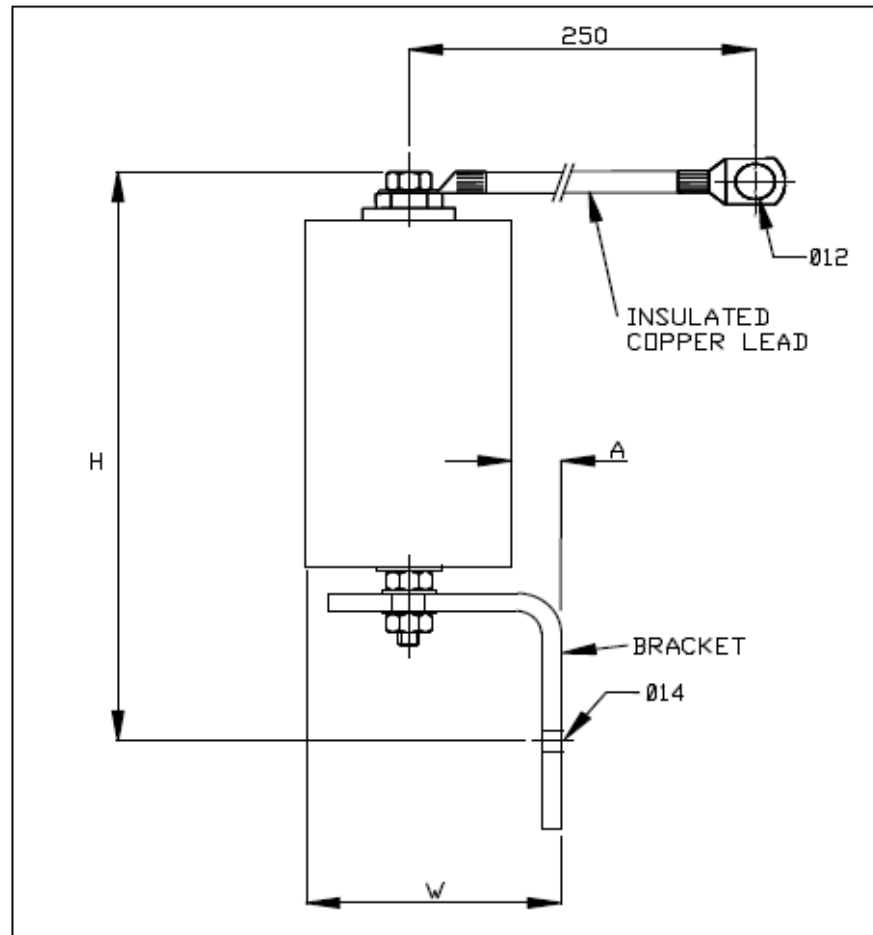 250
Ø12
INSULATED
COPPER LEAD
A
H
BRACKET
Ø14
W